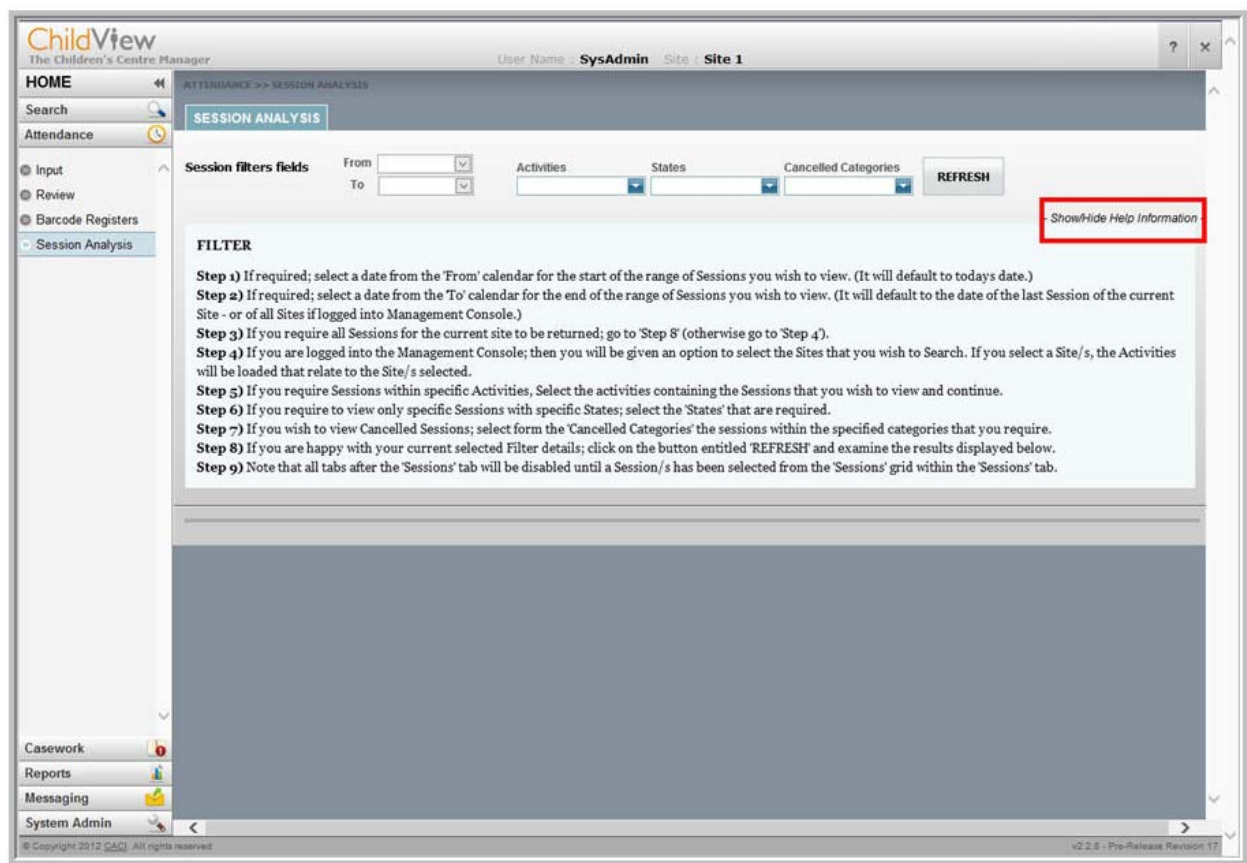 ChildView
The Children's Centre Manager
User Name : SysAdmin Site : Site 1
? ×
HOME
Search
Attendance
Input
Review
Barcode Registers
Session Analysis
ATTENDANCE >> SESSION ANALYSIS
SESSION ANALYSIS
Session filters fields
From
To
Activities
States
Cancelled Categories
REFRESH
- Show/Hide Help Information -
FILTER
Step 1) If required; select a date from the 'From' calendar for the start of the range of Sessions you wish to view. (It will default to todays date.)
Step 2) If required; select a date from the 'To' calendar for the end of the range of Sessions you wish to view. (It will default to the date of the last Session of the current
Site - or of all Sites if logged into Management Console.)
Step 3) If you require all Sessions for the current site to be returned; go to 'Step 8' (otherwise go to 'Step 4').
Step 4) If you are logged into the Management Console; then you will be given an option to select the Sites that you wish to Search. If you select a Site/s, the Activities
will be loaded that relate to the Site/s selected.
Step 5) If you require Sessions within specific Activities, Select the activities containing the Sessions that you wish to view and continue.
Step 6) If you require to view only specific Sessions with specific States; select the 'States' that are required.
Step 7) If you wish to view Cancelled Sessions; select form the 'Cancelled Categories' the sessions within the specified categories that you require.
Step 8) If you are happy with your current selected Filter details; click on the button entitled 'REFRESH' and examine the results displayed below.
Step 9) Note that all tabs after the 'Sessions' tab will be disabled until a Session/s has been selected from the 'Sessions' grid within the 'Sessions' tab.
Casework
Reports
Messaging
System Admin
© Copyright 2012 CACI. All rights reserved
v2.2.6 - Pre-Release Revision 17